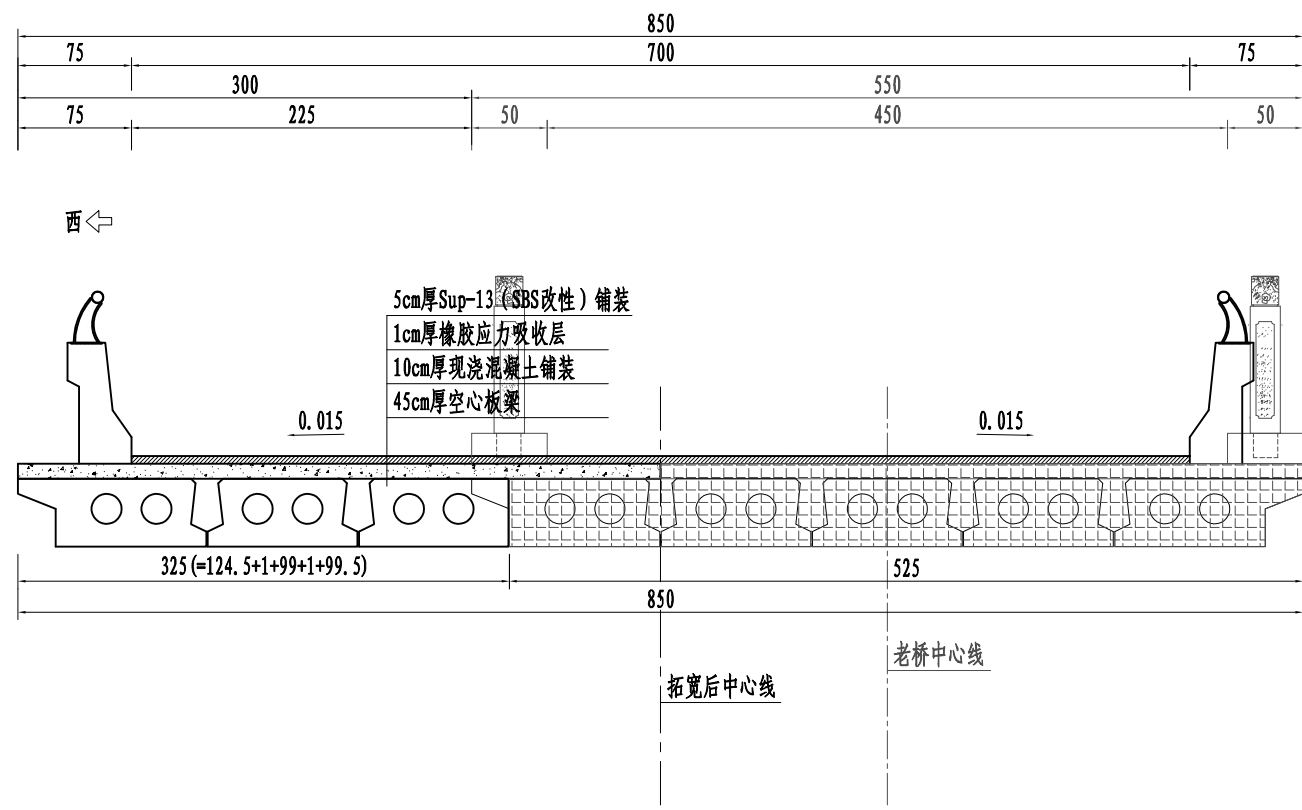 850
75 700 75
300 550
75 225 50 450 50
西
5cm厚Sup-13（SBS改性）铺装
1cm厚橡胶应力吸收层
10cm厚现浇混凝土铺装
45cm厚空心板梁
0.015 0.015
325(=124.5+1+99+1+99.5) 525
850
老桥中心线
拓宽后中心线